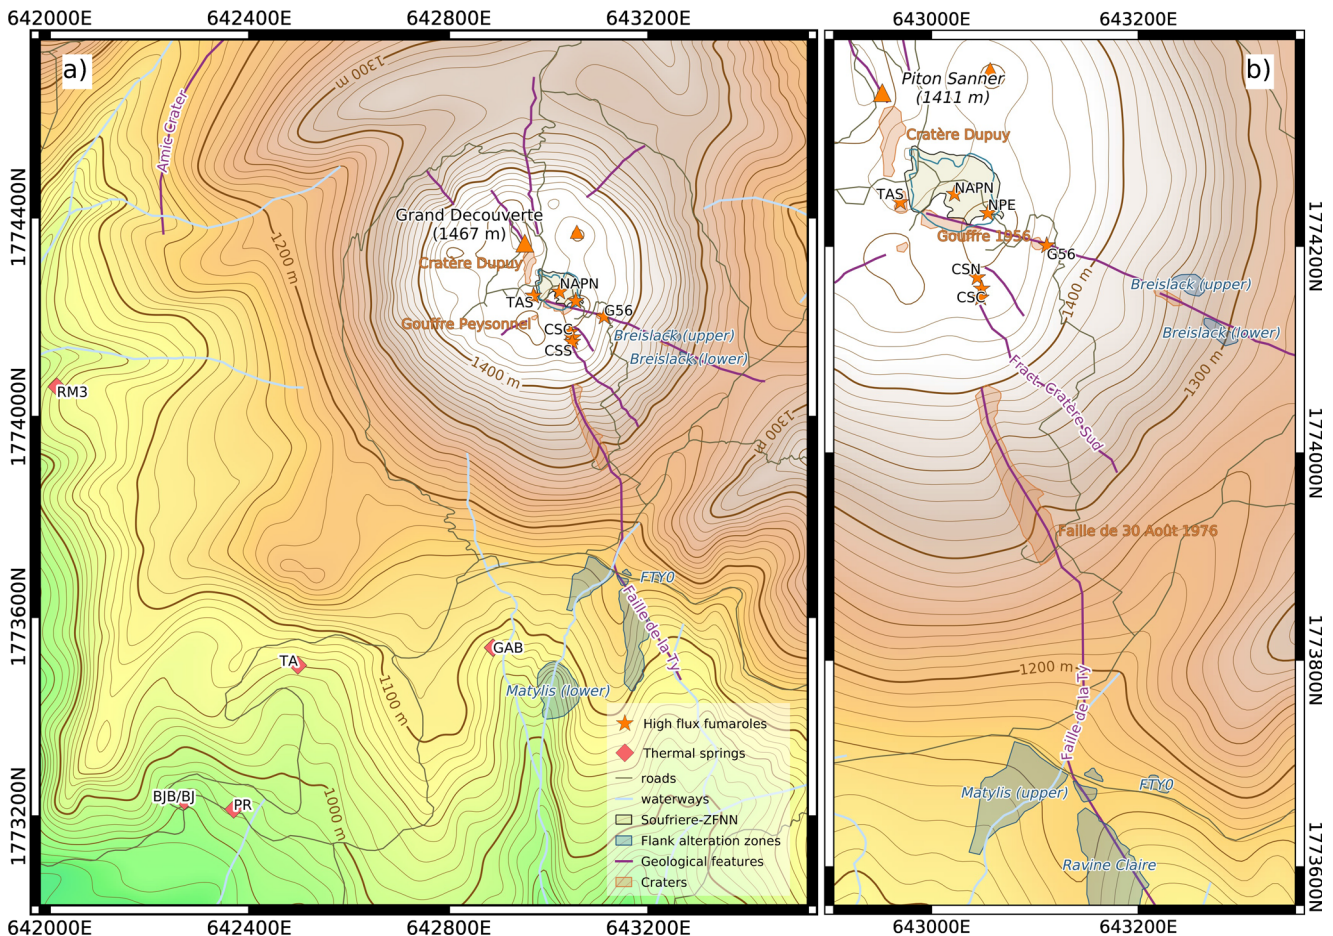 642000E
642400E
642800E
643200E
643000E
643200E
a)
b)
1300 m
Amic Crater
1774400N
1774000N
1773600N
1773200N
1200 m
Grand Decouverte
(1467 m)
Cratère Dupuy
NAPN
TAS
G56
Gouffre Peysonnel
CSC
CSS
Breislack (upper)
Breislack (lower)
1400 m
1300 m
RM3
FTY0
Faille de la Ty
GAB
TA
Matylis (lower)
1100 m
BJB/BJ
PR
1000 m
High flux fumaroles
Thermal springs
roads
waterways
Soufriere-ZFNN
Flank alteration zones
Geological features
Craters
642000E
642400E
642800E
643200E
Piton Sanner
(1411 m)
Cratère Dupuy
TAS
NAPN
NPE
Gouffre 1956
G56
CSN
CSC
1400 m
Breislack (upper)
Breislack (lower)
1300 m
Fract. Cratère Sud
Faille de 30 Août 1976
1200 m
Faille de la Ty
Matylis (upper)
FTY0
Ravine Claire
1774200N
1774000N
1773800N
1773600N
643000E
643200E